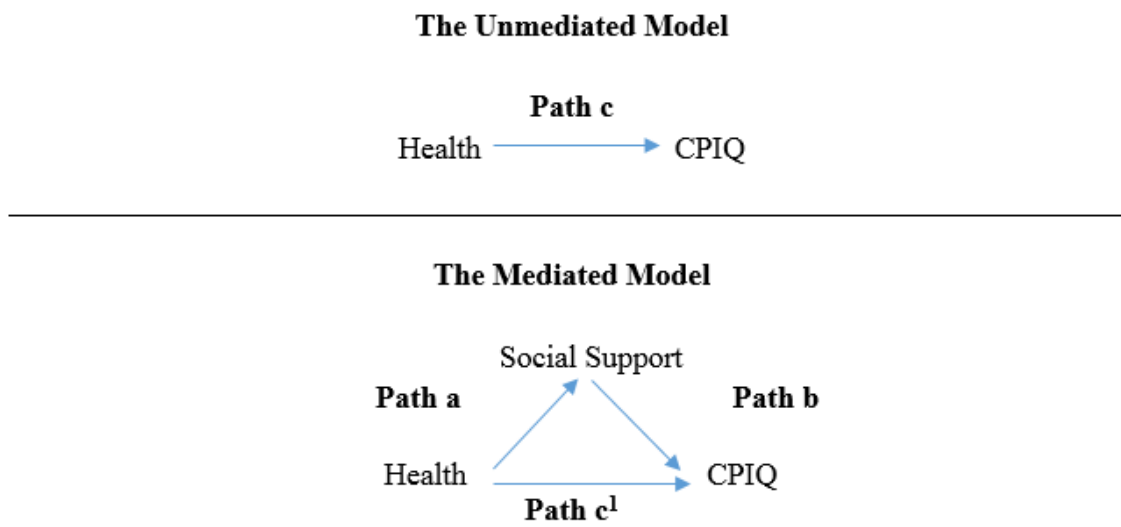 The Unmediated Model
Path c
Health CPIQ
The Mediated Model
Social Support
Path a Path b
Health CPIQ
Path c¹